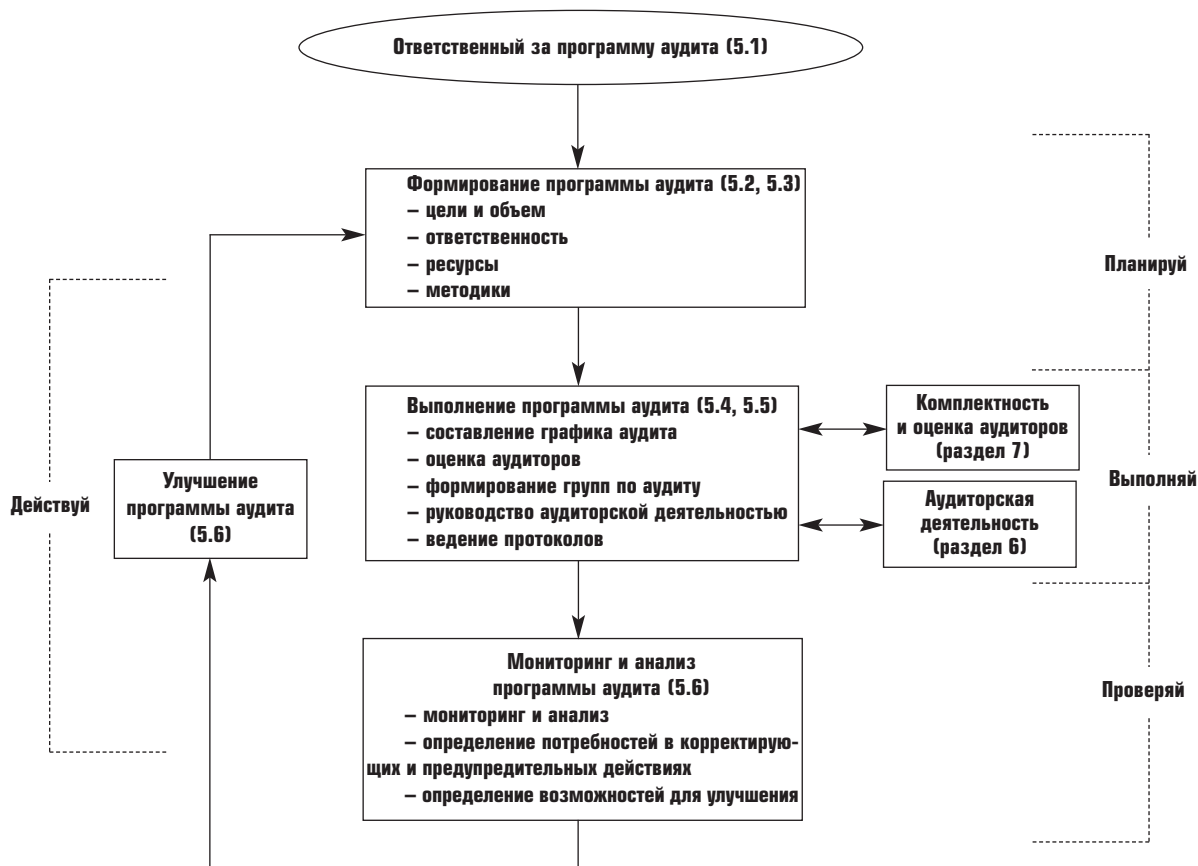 Ответственный за программу аудита (5.1)
Формирование программы аудита (5.2, 5.3)
– цели и объем
– ответственность
– ресурсы
– методики
Планируй
Выполнение программы аудита (5.4, 5.5)
– составление графика аудита
– оценка аудиторов
– формирование групп по аудиту
– руководство аудиторской деятельностью
– ведение протоколов
Комплектность
и оценка аудиторов
(раздел 7)
Аудиторская
деятельность
(раздел 6)
Выполняй
Действуй
Улучшение
программы аудита
(5.6)
Мониторинг и анализ
программы аудита (5.6)
– мониторинг и анализ
– определение потребностей в корректирую-
щих и предупредительных действиях
– определение возможностей для улучшения
Проверяй